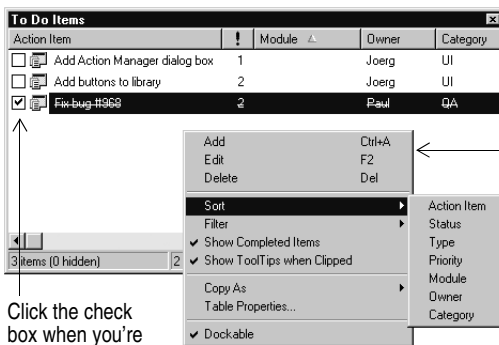 To Do Items
Action Item ! Module Owner Category
Add Action Manager dialog box 1 Joerg UI
Add buttons to library 2 Joerg UI
Fix bug #968 2 Paul QA
Add Ctrl+A
Edit F2
Delete Del
Sort
Filter
Show Completed Items
Show ToolTips when Clipped
Copy As
Table Properties...
Dockable
Action Item
Status
Type
Priority
Module
Owner
Category
3 items (0 hidden) 2
Click the check
box when you're